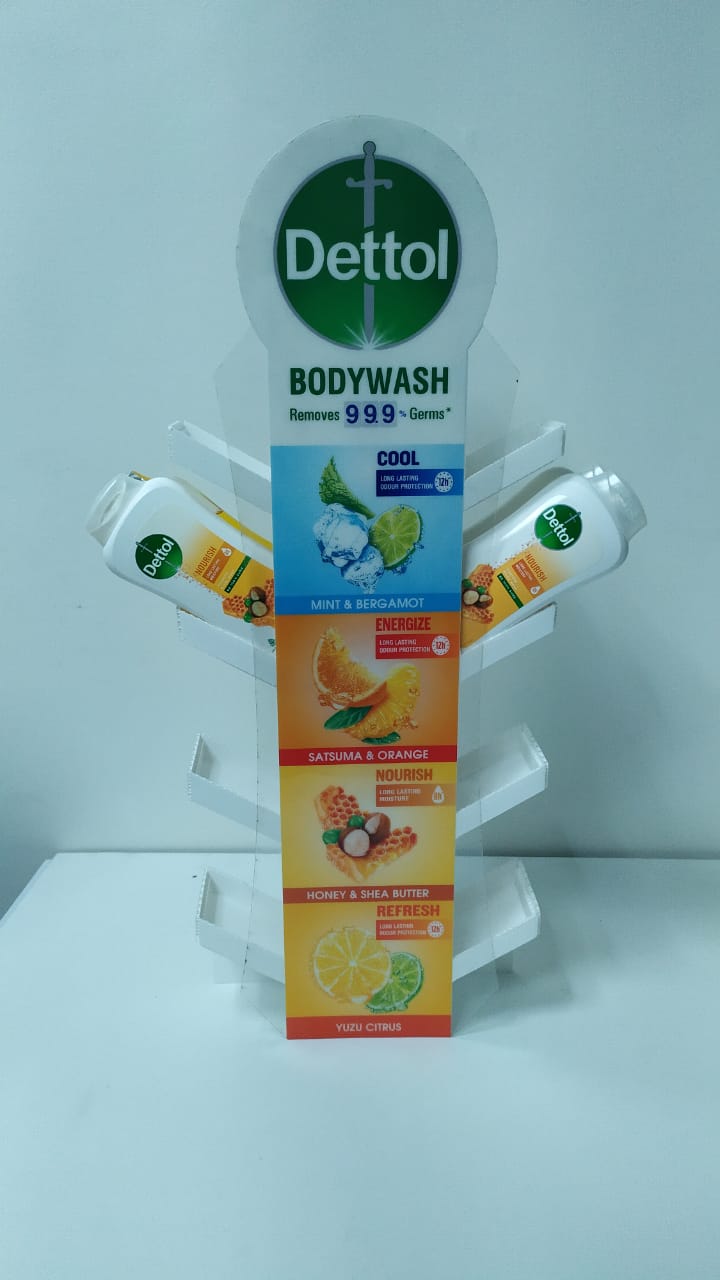 Dettol
BODYWASH
Removes 99.9% Germs*
COOL
LONG LASTING
ODOUR PROTECTION 12h
MINT & BERGAMOT
ENERGIZE
LONG LASTING
ODOUR PROTECTION 12h
SATSUMA & ORANGE
NOURISH
LONG LASTING
MOISTURE 8h
HONEY & SHEA BUTTER
REFRESH
LONG LASTING
ODOUR PROTECTION 12h
YUZU CITRUS
Dettol
NOURISH
Dettol
NOURISH